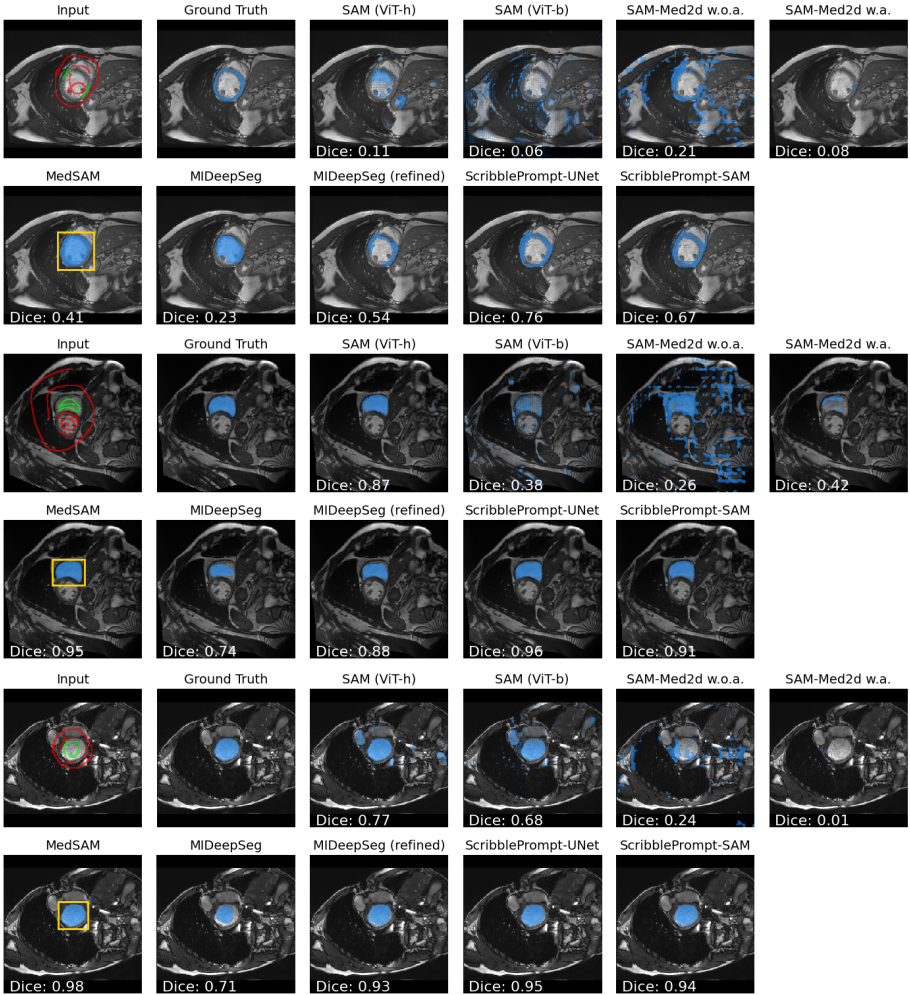 Input Ground Truth SAM (ViT-h) SAM (ViT-b) SAM-Med2d w.o.a. SAM-Med2d w.a.
Dice: 0.11 Dice: 0.06 Dice: 0.21 Dice: 0.08
MedSAM MIDeepSeg MIDeepSeg (refined) ScribblePrompt-UNet ScribblePrompt-SAM
Dice: 0.41 Dice: 0.23 Dice: 0.54 Dice: 0.76 Dice: 0.67
Input Ground Truth SAM (ViT-h) SAM (ViT-b) SAM-Med2d w.o.a. SAM-Med2d w.a.
Dice: 0.87 Dice: 0.38 Dice: 0.26 Dice: 0.42
MedSAM MIDeepSeg MIDeepSeg (refined) ScribblePrompt-UNet ScribblePrompt-SAM
Dice: 0.95 Dice: 0.74 Dice: 0.88 Dice: 0.96 Dice: 0.91
Input Ground Truth SAM (ViT-h) SAM (ViT-b) SAM-Med2d w.o.a. SAM-Med2d w.a.
Dice: 0.77 Dice: 0.68 Dice: 0.24 Dice: 0.01
MedSAM MIDeepSeg MIDeepSeg (refined) ScribblePrompt-UNet ScribblePrompt-SAM
Dice: 0.98 Dice: 0.71 Dice: 0.93 Dice: 0.95 Dice: 0.94